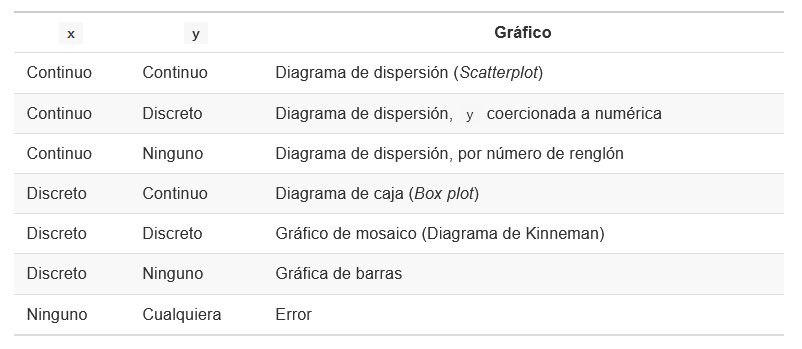 x y Gráfico
Continuo Continuo Diagrama de dispersión (Scatterplot)
Continuo Discreto Diagrama de dispersión, y coercionada a numérica
Continuo Ninguno Diagrama de dispersión, por número de renglón
Discreto Continuo Diagrama de caja (Box plot)
Discreto Discreto Gráfico de mosaico (Diagrama de Kinneman)
Discreto Ninguno Gráfica de barras
Ninguno Cualquiera Error